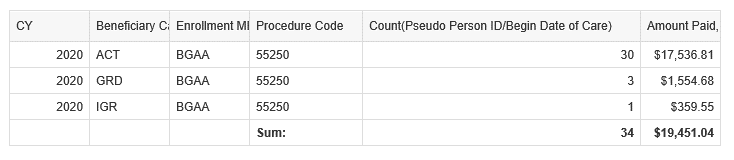 CY Beneficiary Ca Enrollment MI Procedure Code Count(Pseudo Person ID/Begin Date of Care) Amount Paid,
2020 ACT BGAA 55250 30 $17,536.81
2020 GRD BGAA 55250 3 $1,554.68
2020 IGR BGAA 55250 1 $359.55
Sum: 34 $19,451.04